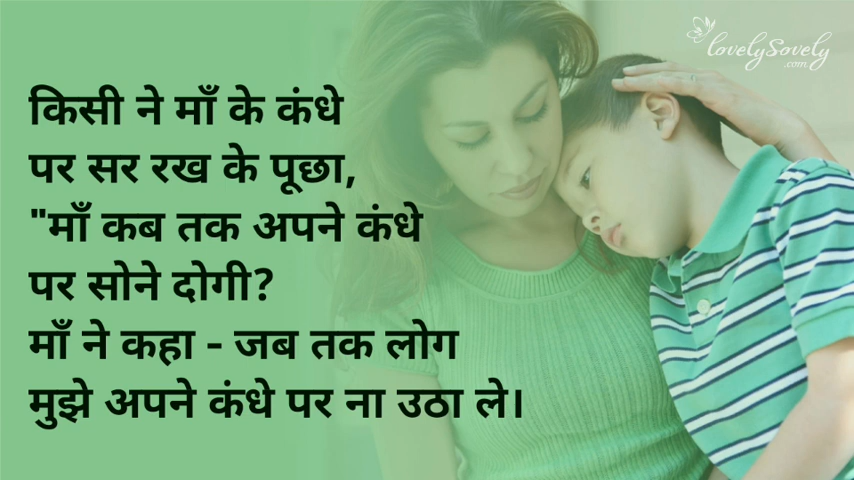 lovelySovely
.com
किसी ने माँ के कंधे
पर सर रख के पूछा,
"माँ कब तक अपने कंधे
पर सोने दोगी?
माँ ने कहा - जब तक लोग
मुझे अपने कंधे पर ना उठा ले।